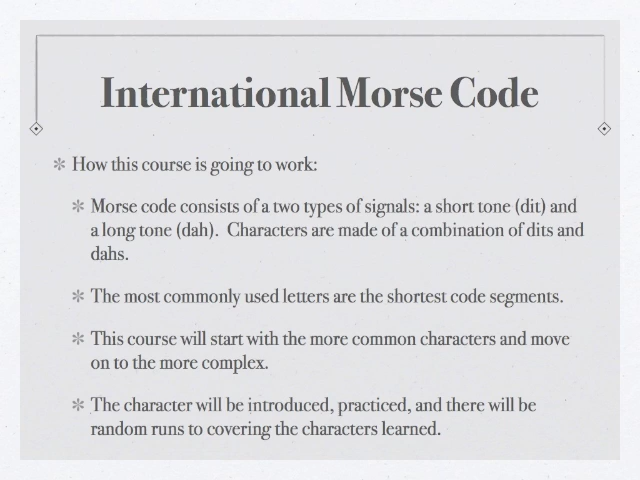 International Morse Code
How this course is going to work:
Morse code consists of a two types of signals: a short tone (dit) and
a long tone (dah).  Characters are made of a combination of dits and
dahs.
The most commonly used letters are the shortest code segments.
This course will start with the more common characters and move
on to the more complex.
The character will be introduced, practiced, and there will be
random runs to covering the characters learned.